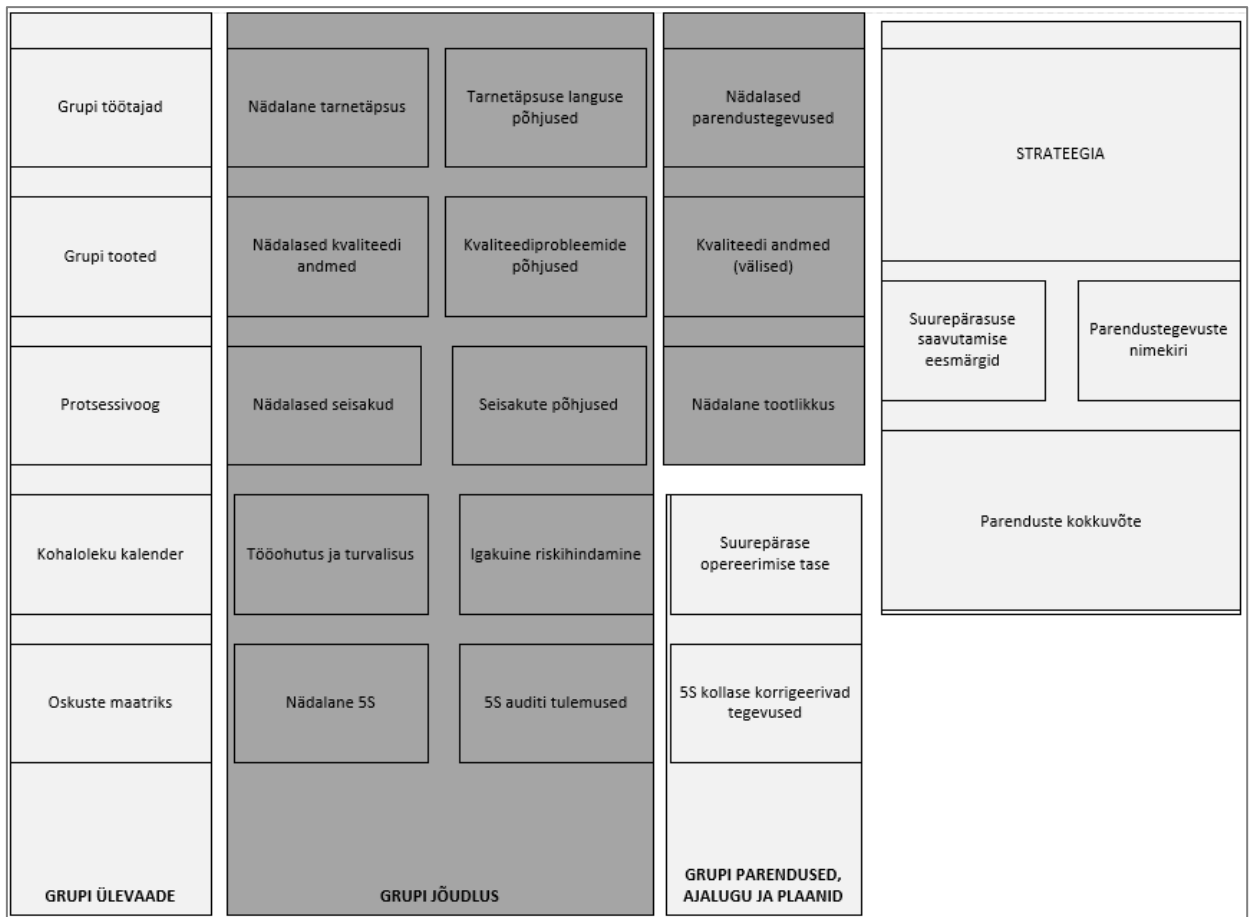 Grupi töötajad
Grupi tooted
Protsessivoog
Kohaloleku kalender
Oskuste maatriks
GRUPI ÜLEVAADE
Nädalane tarnetäpsus
Tarnetäpsuse languse
põhjused
Nädalased kvaliteedi
andmed
Kvaliteediprobleemide
põhjused
Nädalased seisakud
Seisakute põhjused
Tööohutus ja turvalisus
Igakuine riskihindamine
Nädalane 5S
5S auditi tulemused
GRUPI JÕUDLUS
Nädalased
parendustegevused
Kvaliteedi andmed
(välised)
Nädalane tootlikkus
Suurepärase
opereerimise tase
5S kollase korrigeerivad
tegevused
GRUPI PARENDUSED,
AJALUGU JA PLAANID
STRATEEGIA
Suurepärasuse
saavutamise
eesmärgid
Parendustegevuste
nimekiri
Parenduste kokkuvõte